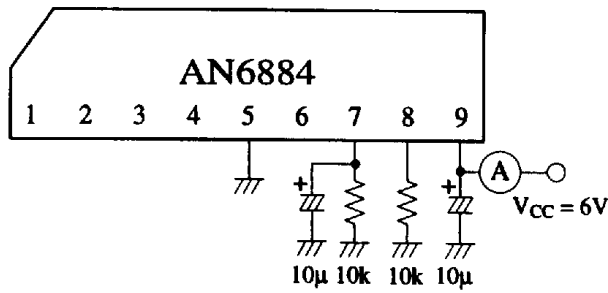 AN6884
1 2 3 4 5 6 7 8 9
+ + A
V_CC = 6V
10μ 10k 10k 10μ